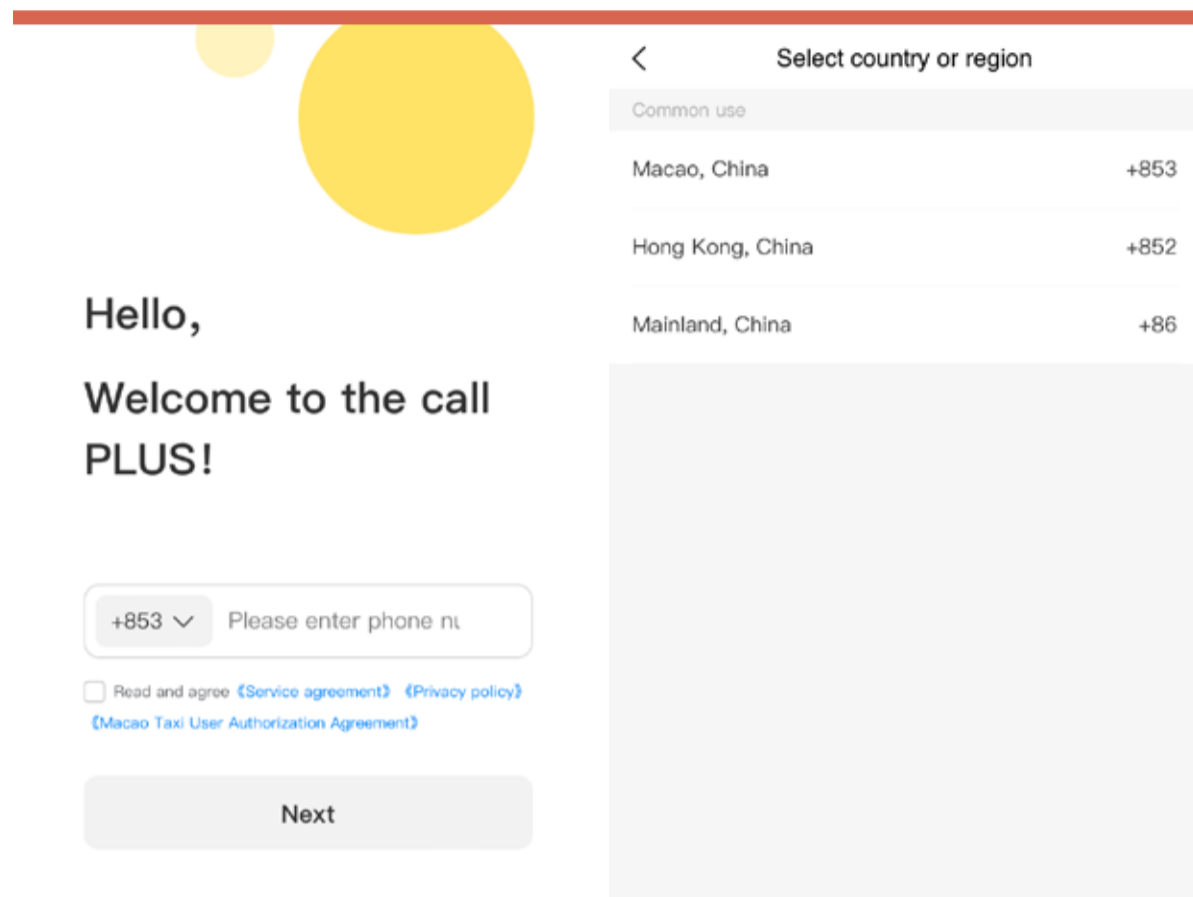 Hello,
Welcome to the call
PLUS!
+853 Please enter phone nu
Read and agree 《Service agreement》 《Privacy policy》
《Macao Taxi User Authorization Agreement》
Next
Select country or region
Common use
Macao, China +853
Hong Kong, China +852
Mainland, China +86